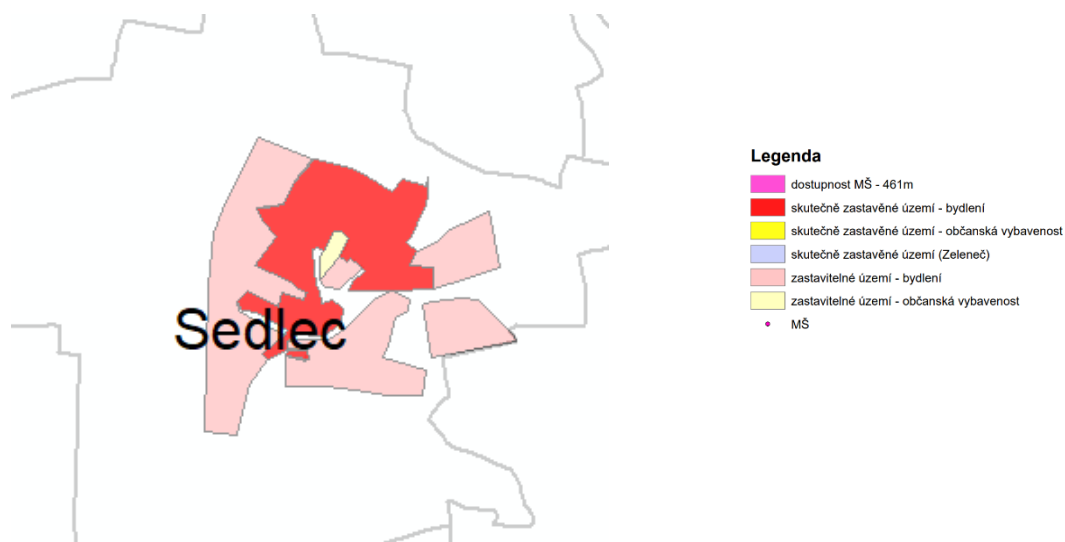 Sedlec
Legenda
dostupnost MŠ - 461m
skutečně zastavěné území - bydlení
skutečně zastavěné území - občanská vybavenost
skutečně zastavěné území (Zeleneč)
zastavitelné území - bydlení
zastavitelné území - občanská vybavenost
MŠ